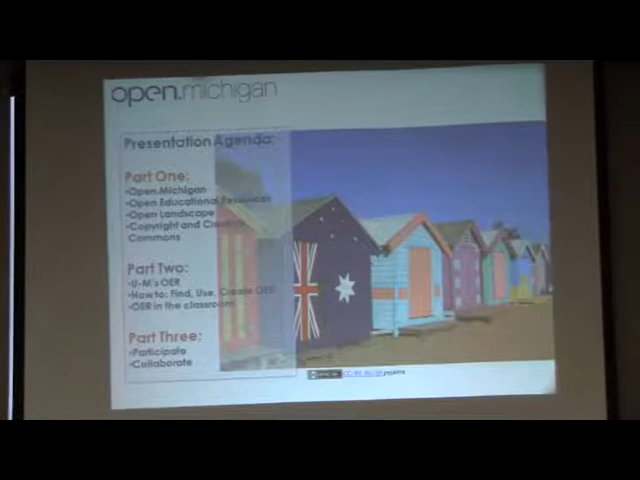 open.michigan
Presentation Agenda:
Part One:
•Open.Michigan
•Open Educational Resources
•Open Landscape
•Copyright and Creative
Commons
Part Two:
•U-M's OER
•How to: Find, Use, Create OER
•OER in the classroom
Part Three:
•Participate
•Collaborate